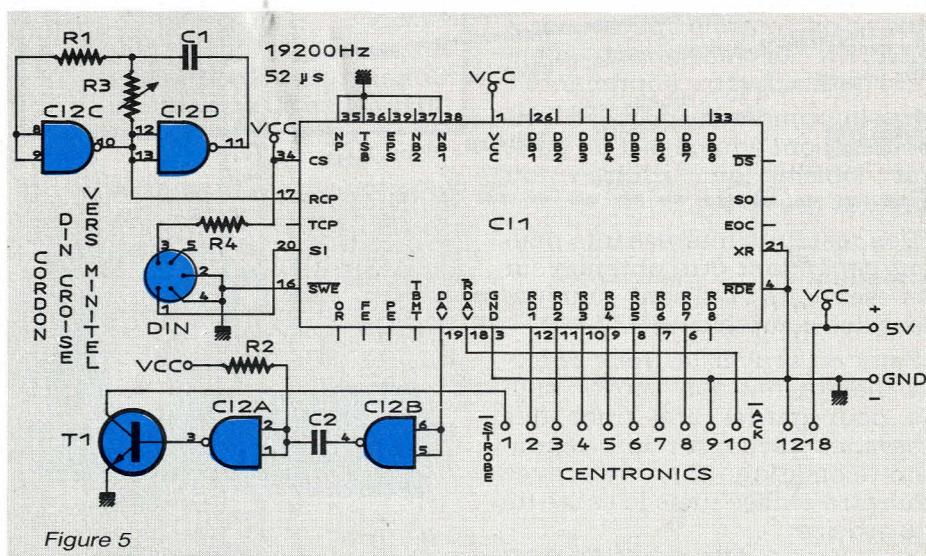 R1
C1
R3
CI2C
CI2D
8
9
10
12
13
11
19200Hz
52 µs
VCC
35 36 39 37 38
1
26
33
NP
TSB
EPS
NB2
NB1
VCC
DB1
DB2
DB3
DB4
DB5
DB6
DB7
DB8
VCC
34
CS
17
RCP
TCP
20
SI
16
SWE
R4
CI1
DS
SO
EOC
XR
21
RDE
4
OR
FE
PE
TBMT
DAV
RDAV
GND
RD1
RD2
RD3
RD4
RD5
RD6
RD7
RD8
19 18 3
12 11 10 9 8 7 6
CORDON
DIN CROISE
VERS MINITEL
3
5
2
4
1
DIN
VCC
+
5V
GND
-
VCC
R2
CI2A
C2
CI2B
T1
3
2
1
4
6
5
STROBE
ACK
1 2 3 4 5 6 7 8 9 10 12 18
CENTRONICS
Figure 5